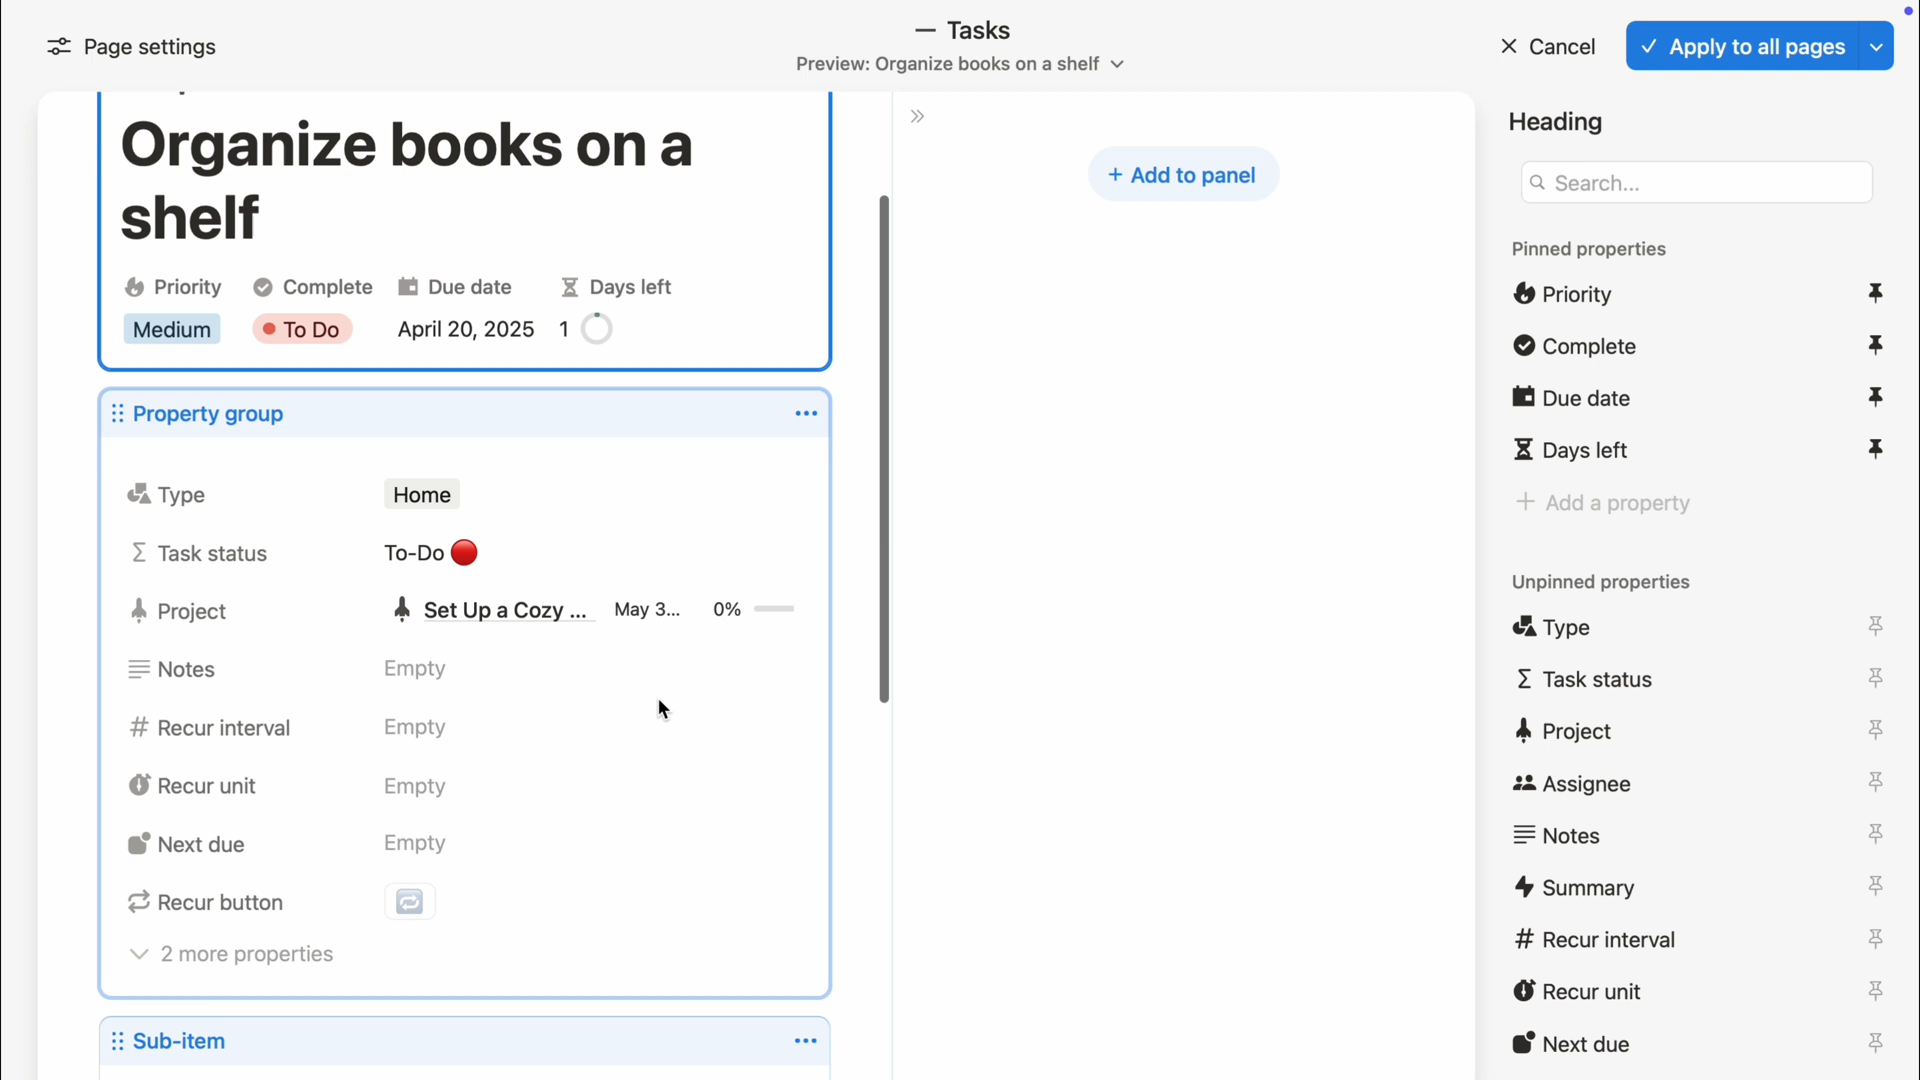 Page settings
Tasks
Preview: Organize books on a shelf
Cancel
Apply to all pages
Organize books on a
shelf
Priority
Complete
Due date
Days left
Medium
To Do
April 20, 2025
1
Property group
Type
Home
Task status
To-Do
Project
Set Up a Cozy ...
May 3...
0%
Notes
Empty
Recur interval
Empty
Recur unit
Empty
Next due
Empty
Recur button
2 more properties
Sub-item
+ Add to panel
Heading
Search...
Pinned properties
Priority
Complete
Due date
Days left
+ Add a property
Unpinned properties
Type
Task status
Project
Assignee
Notes
Summary
Recur interval
Recur unit
Next due